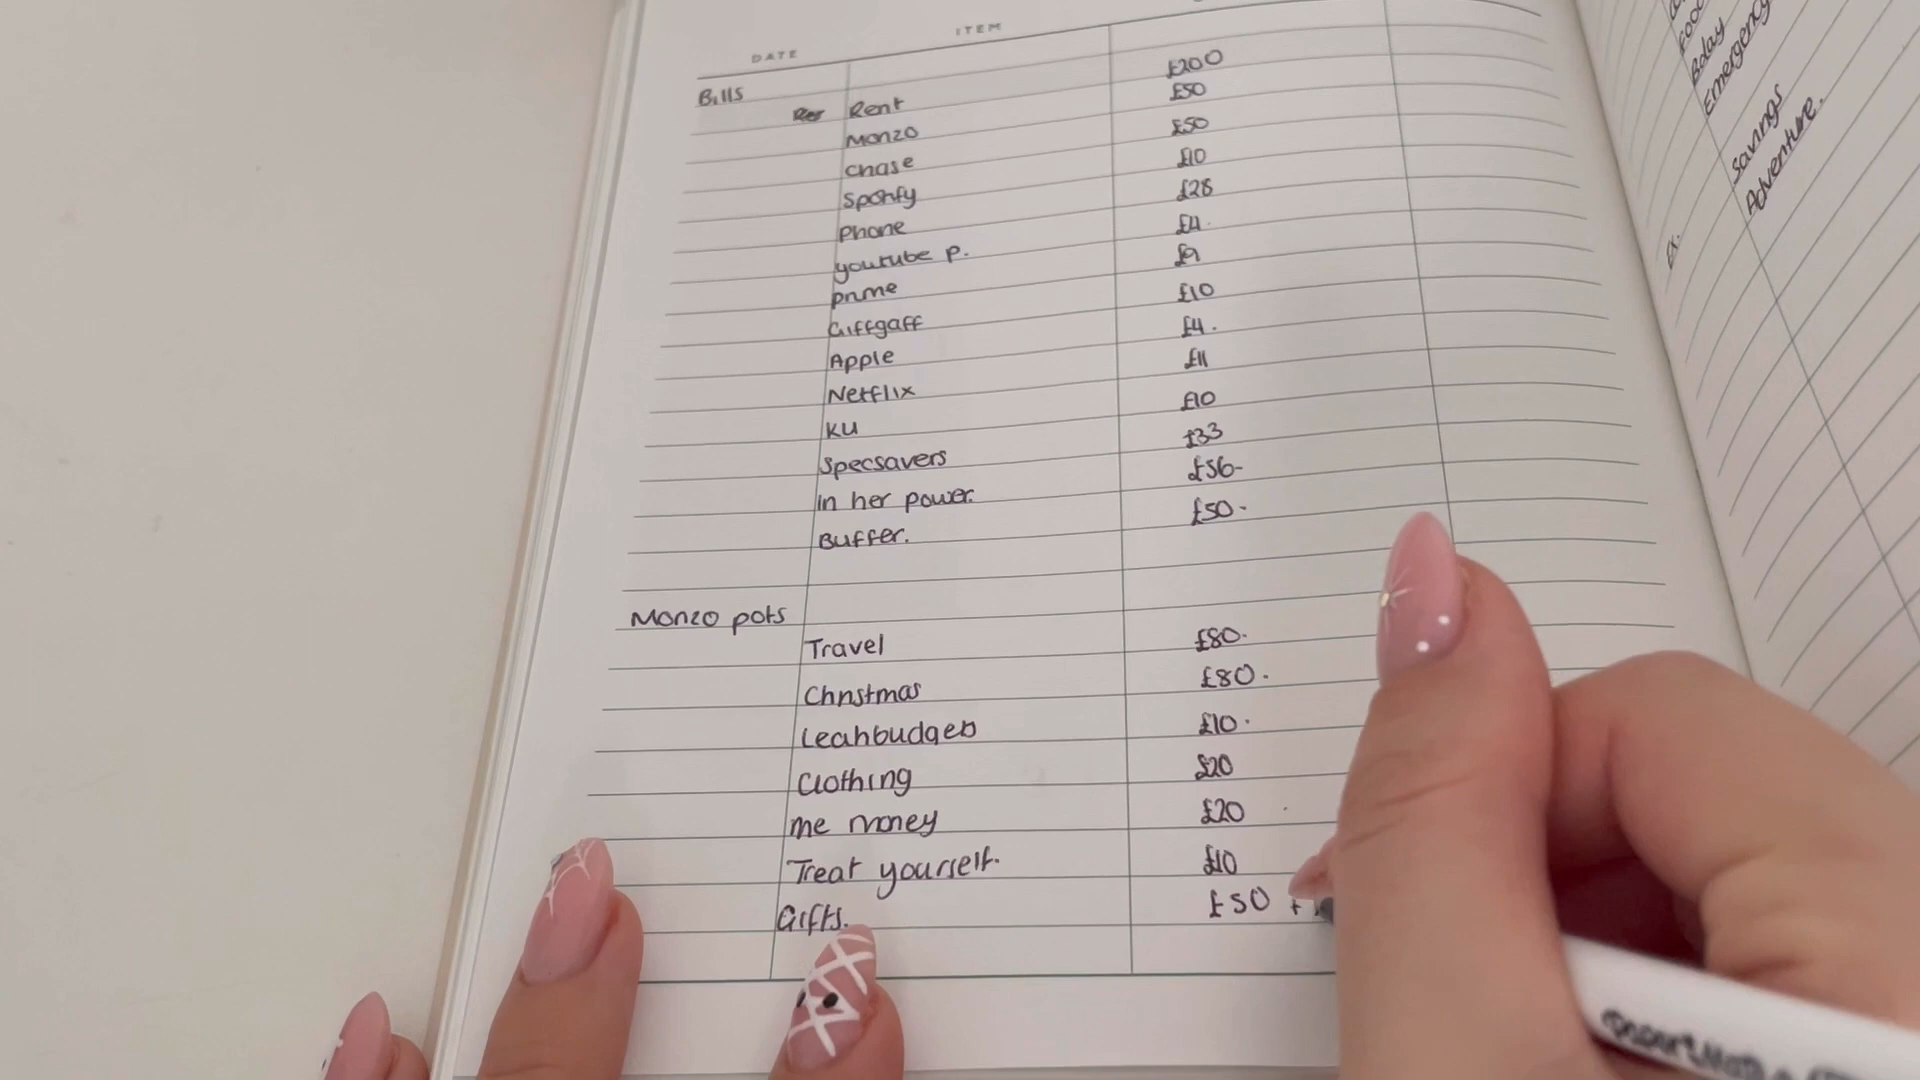 DATE ITEM
Bills £200
Rent £50
Monzo £50
Chase £10
Spotify £28
Phone £4.
youtube p. £9
prime £10
Giffgaff £4.
Apple £11
Netflix £10
KU £33
Specsavers £56-
in her power. £50.
Buffer.
Monzo pots
Travel £80.
Christmas £80.
Leahbudgets £10.
Clothing £20
me money £20
Treat yourself. £10
Gifts. £50 +
Food
Bday
Emergency
Savings
Adventure.